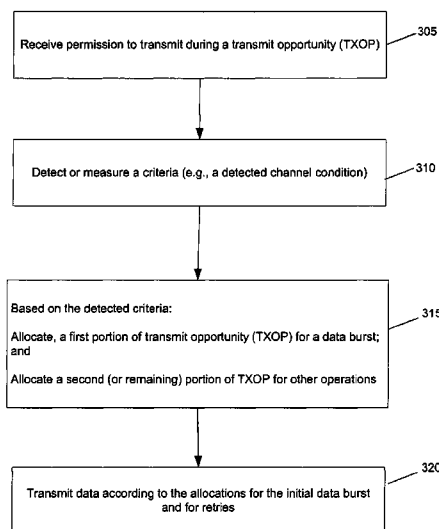 Receive permission to transmit during a transmit opportunity (TXOP)
305
Detect or measure a criteria (e.g., a detected channel condition)
310
Based on the detected criteria:
Allocate, a first portion of transmit opportunity (TXOP) for a data burst;
and
Allocate a second (or remaining) portion of TXOP for other operations
315
Transmit data according to the allocations for the initial data burst
and for retries
320